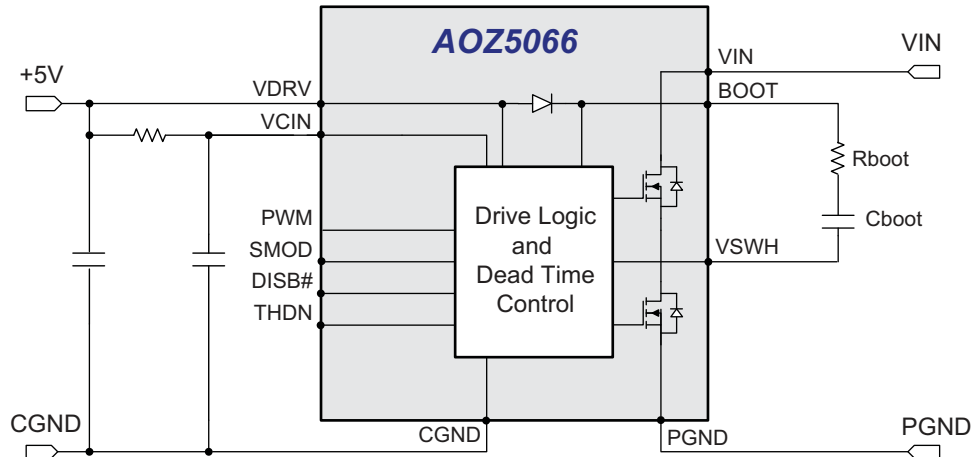 AOZ5066
VIN
VIN
+5V
VDRV
BOOT
VCIN
Rboot
Drive Logic
and
Dead Time
Control
PWM
Cboot
SMOD
VSWH
DISB#
THDN
CGND
CGND
PGND
PGND